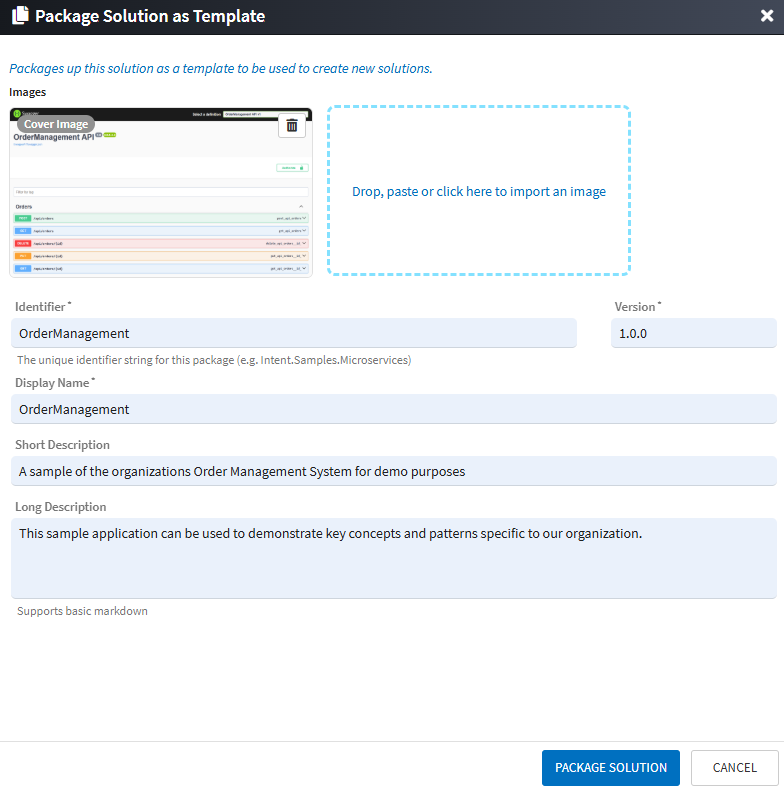 Package Solution as Template
Packages up this solution as a template to be used to create new solutions.
Images
Cover Image
Select a definition
OrderManagement API
Orders
Drop, paste or click here to import an image
Identifier*
Version*
OrderManagement
1.0.0
The unique identifier string for this package (e.g. Intent.Samples.Microservices)
Display Name*
OrderManagement
Short Description
A sample of the organizations Order Management System for demo purposes
Long Description
This sample application can be used to demonstrate key concepts and patterns specific to our organization.
Supports basic markdown
PACKAGE SOLUTION
CANCEL